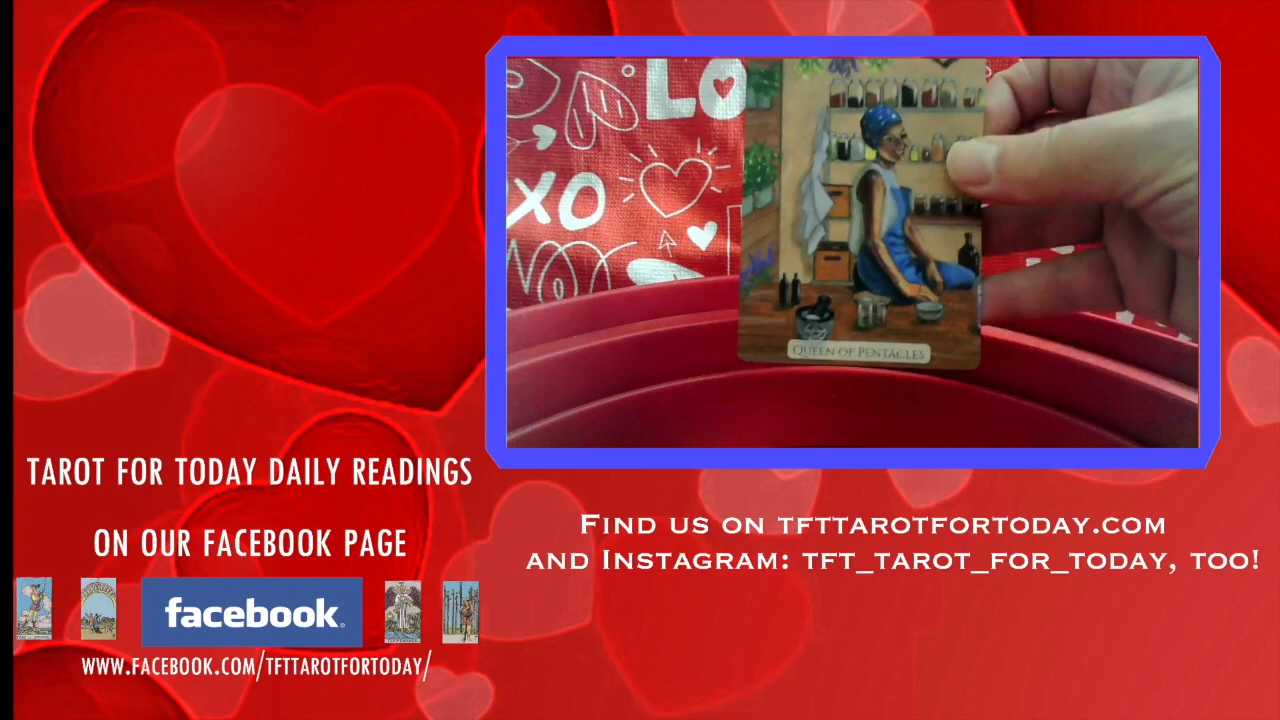 LO
XO
QUEEN OF PENTACLES
TAROT FOR TODAY DAILY READINGS
ON OUR FACEBOOK PAGE
facebook
WWW.FACEBOOK.COM/TFTTAROTFORTODAY/
FIND US ON TFTTAROTFORTODAY.COM
AND INSTAGRAM: TFT_TAROT_FOR_TODAY, TOO!